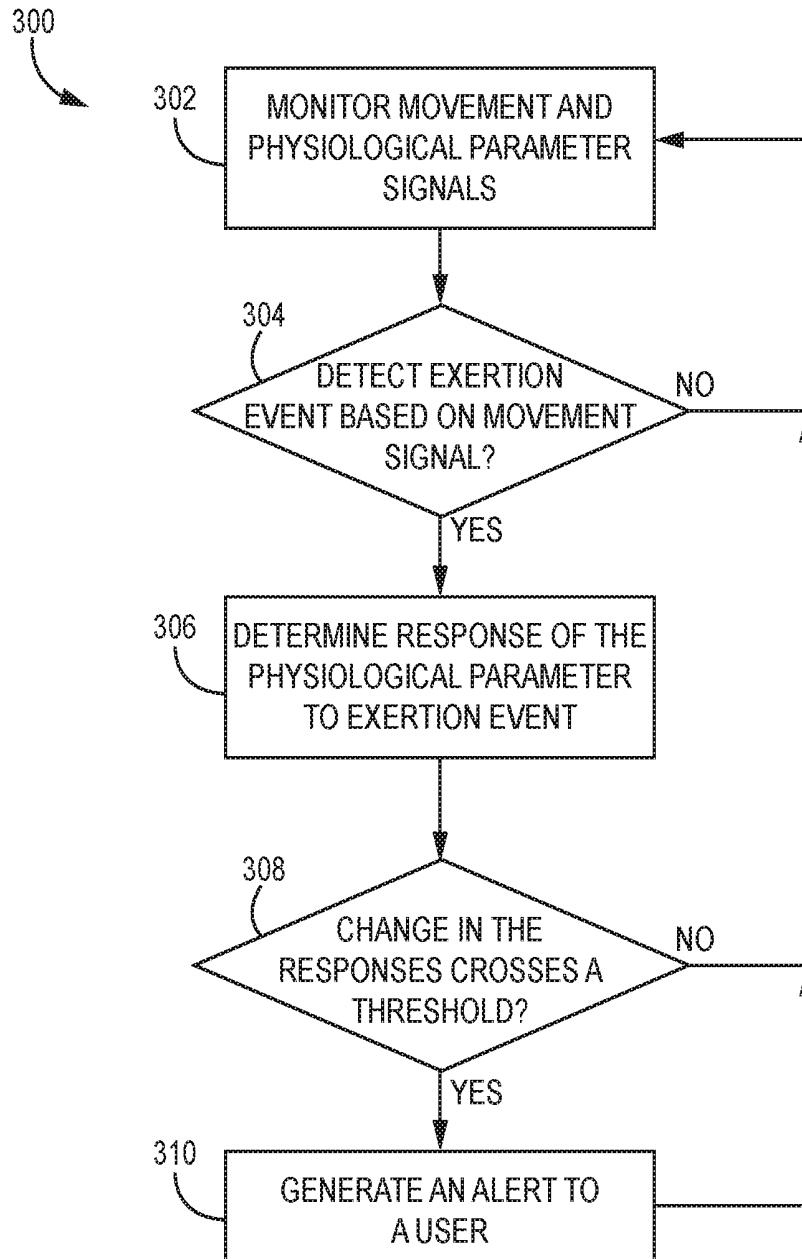 300
302
MONITOR MOVEMENT AND
PHYSIOLOGICAL PARAMETER
SIGNALS
304
DETECT EXERTION
EVENT BASED ON MOVEMENT
SIGNAL?
NO
YES
306
DETERMINE RESPONSE OF THE
PHYSIOLOGICAL PARAMETER
TO EXERTION EVENT
308
CHANGE IN THE
RESPONSES CROSSES A
THRESHOLD?
NO
YES
310
GENERATE AN ALERT TO
A USER